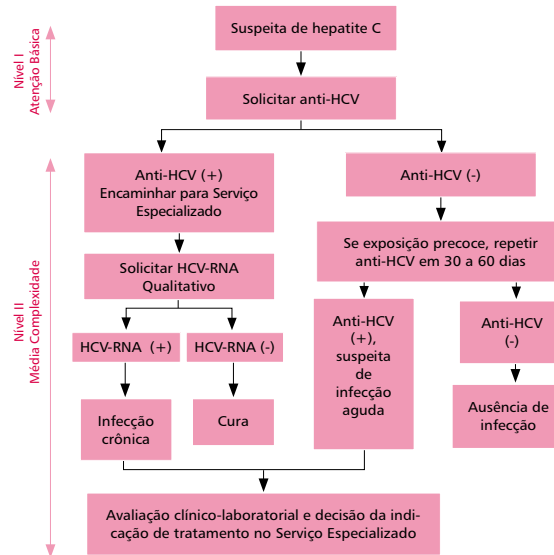 Nível I
Atenção Básica
Suspeita de hepatite C
Solicitar anti-HCV
Nível II
Média Complexidade
Anti-HCV (+)
Encaminhar para Serviço
Especializado
Anti-HCV (-)
Solicitar HCV-RNA
Qualitativo
Se exposição precoce, repetir
anti-HCV em 30 a 60 dias
HCV-RNA (+)
HCV-RNA (-)
Anti-HCV
(+),
suspeita
de
infecção
aguda
Anti-HCV
(-)
Infecção
crônica
Cura
Ausência de
infecção
Avaliação clínico-laboratorial e decisão da indi-
cação de tratamento no Serviço Especializado